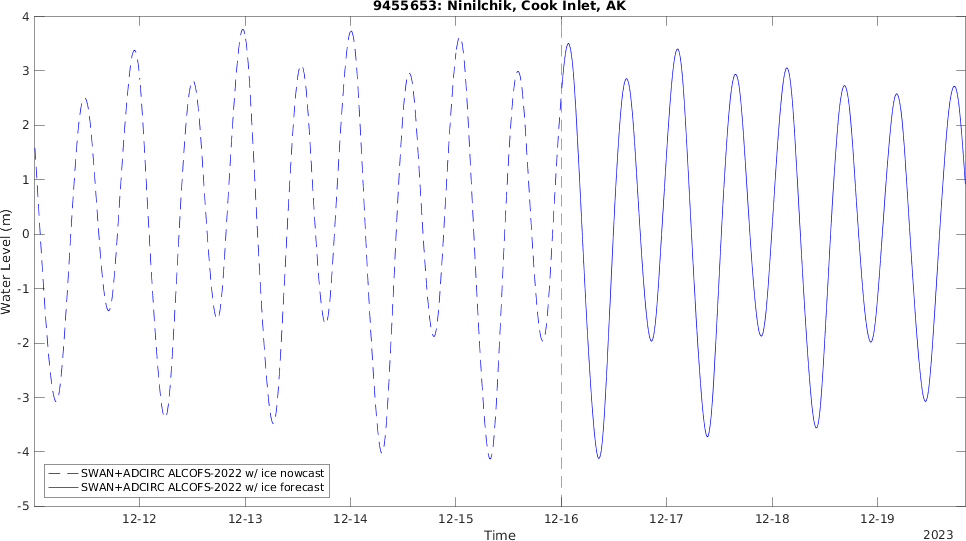 9455653: Ninilchik, Cook Inlet, AK
4
3
2
1
0
-1
-2
-3
-4
-5
Water Level (m)
SWAN+ADCIRC ALCOFS-2022 w/ ice nowcast
SWAN+ADCIRC ALCOFS-2022 w/ ice forecast
12-12 12-13 12-14 12-15 12-16 12-17 12-18 12-19
Time
2023